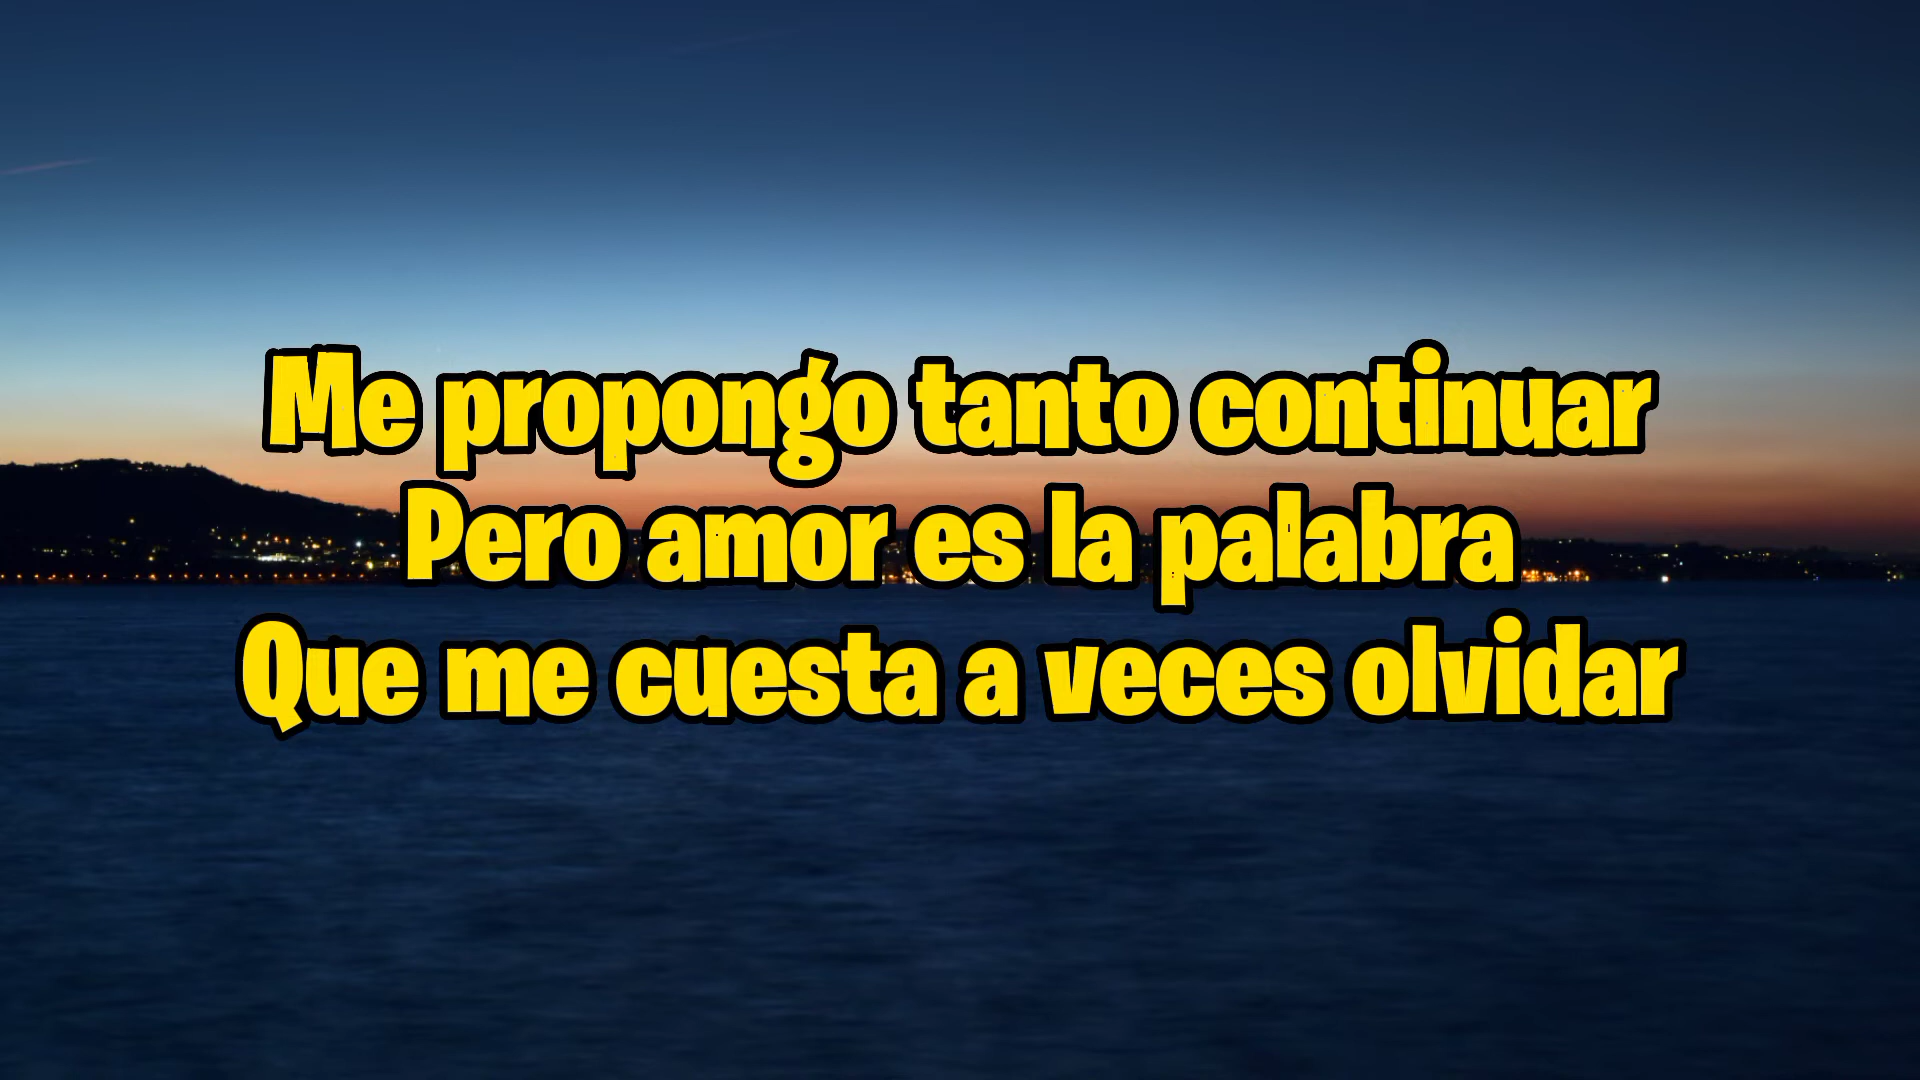 Me propongo tanto continuar
Pero amor es la palabra
Que me cuesta a veces olvidar